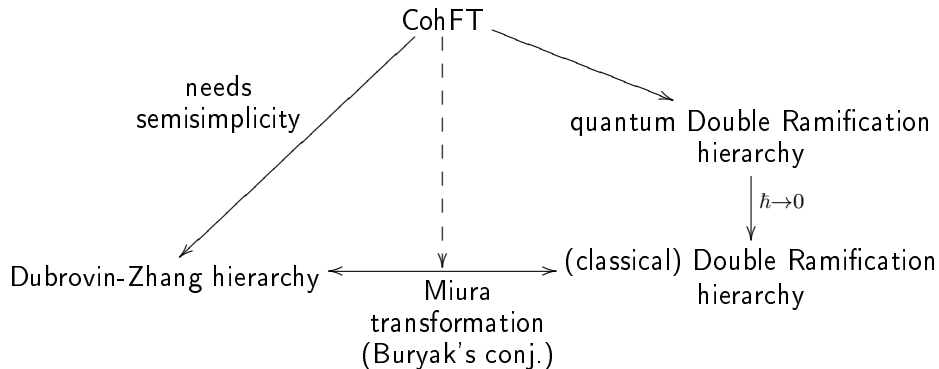 CohFT
needs
semisimplicity
quantum Double Ramification
hierarchy
ℏ→0
Dubrovin-Zhang hierarchy
(classical) Double Ramification
hierarchy
Miura
transformation
(Buryak's conj.)